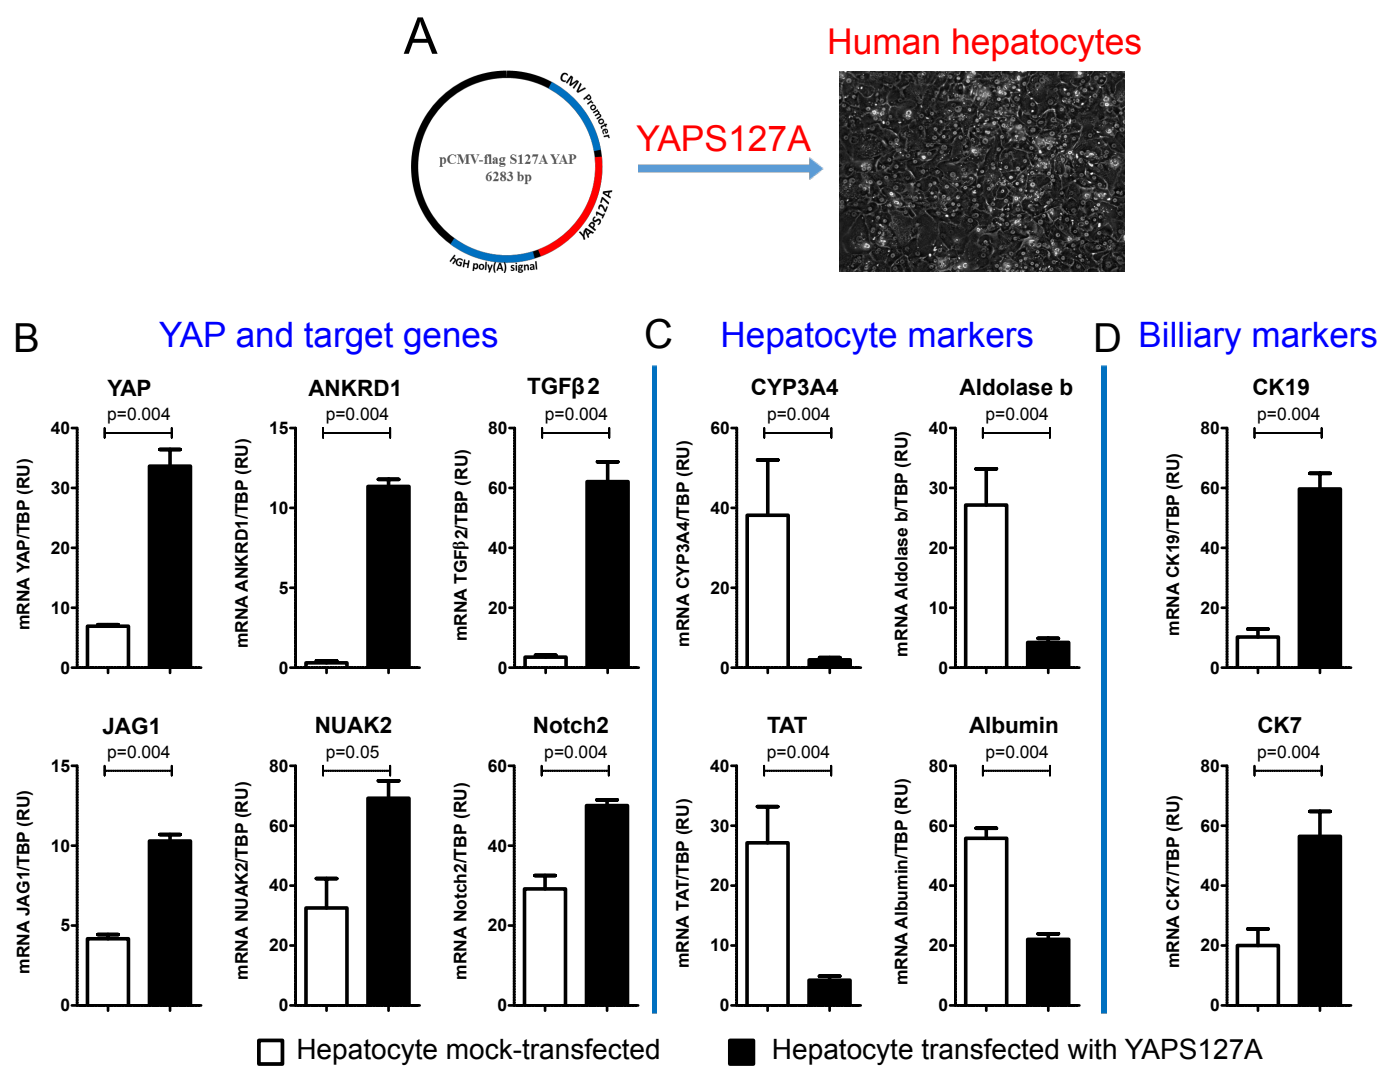 A
Human hepatocytes
CMV Promoter
pCMV-flag S127A YAP
6283 bp
YAPS127A
hGH poly(A) signal
YAPS127A
B
YAP and target genes
C
Hepatocyte markers
D
Billiary markers
YAP
p=0.004
mRNA YAP/TBP (RU)
40
30
20
10
0
ANKRD1
p=0.004
mRNA ANKRD1/TBP (RU)
15
10
5
0
TGFβ2
p=0.004
mRNA TGFβ2/TBP (RU)
80
60
40
20
0
CYP3A4
p=0.004
mRNA CYP3A4/TBP (RU)
60
40
20
0
Aldolase b
p=0.004
mRNA Aldolase b/TBP (RU)
40
30
20
10
0
CK19
p=0.004
mRNA CK19/TBP (RU)
80
60
40
20
0
JAG1
p=0.004
mRNA JAG1/TBP (RU)
15
10
5
0
NUAK2
p=0.05
mRNA NUAK2/TBP (RU)
80
60
40
20
0
Notch2
p=0.004
mRNA Notch2/TBP (RU)
60
40
20
0
TAT
p=0.004
mRNA TAT/TBP (RU)
40
30
20
10
0
Albumin
p=0.004
mRNA Albumin/TBP (RU)
80
60
40
20
0
CK7
p=0.004
mRNA CK7/TBP (RU)
80
60
40
20
0
Hepatocyte mock-transfected
Hepatocyte transfected with YAPS127A